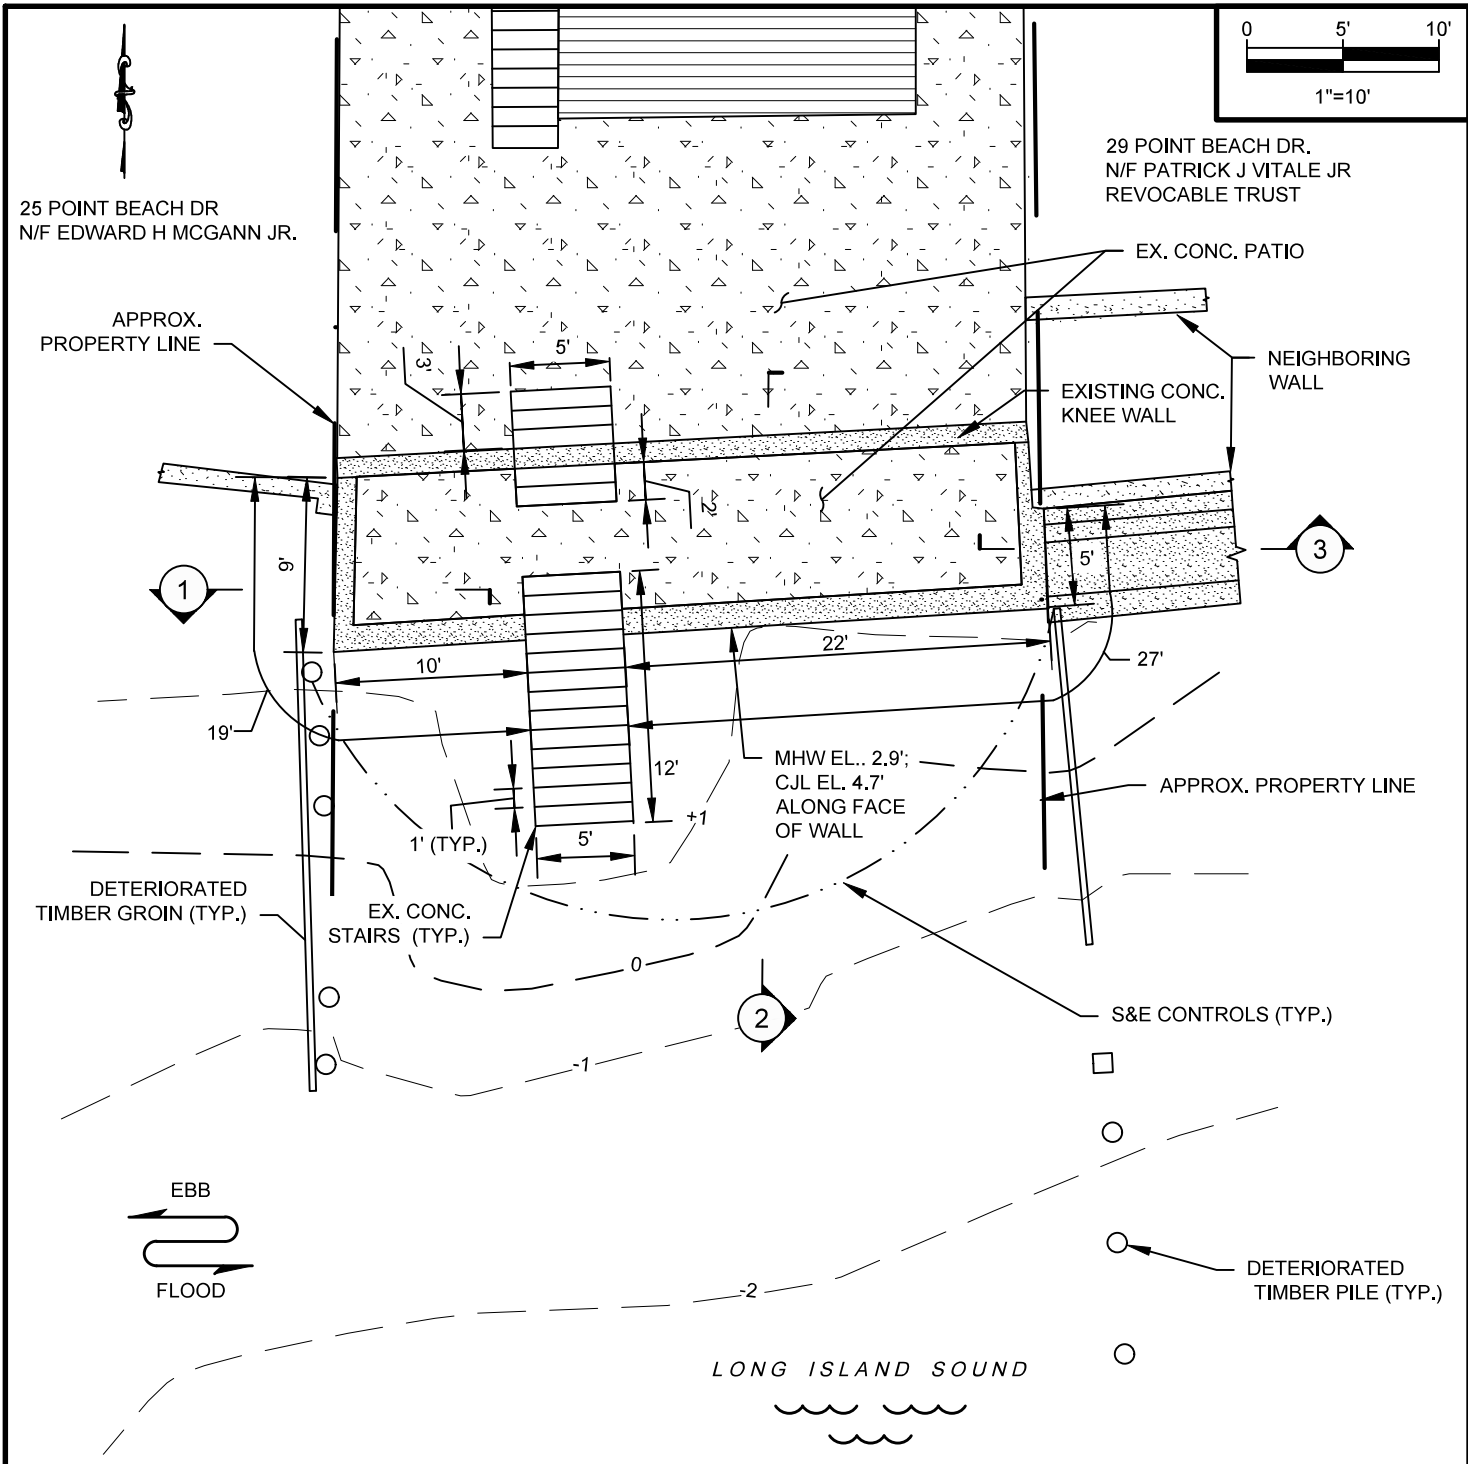 0 5' 10'
1"=10'
29 POINT BEACH DR.
N/F PATRICK J VITALE JR
REVOCABLE TRUST
25 POINT BEACH DR
N/F EDWARD H MCGANN JR.
EX. CONC. PATIO
APPROX.
PROPERTY LINE
NEIGHBORING
WALL
EXISTING CONC.
KNEE WALL
3'
5'
2'
9'
5'
1
3
10'
22'
27'
19'
12'
MHW EL.. 2.9';
CJL EL. 4.7'
ALONG FACE
OF WALL
APPROX. PROPERTY LINE
+1
1' (TYP.)
5'
DETERIORATED
TIMBER GROIN (TYP.)
EX. CONC.
STAIRS (TYP.)
0
2
S&E CONTROLS (TYP.)
-1
EBB
FLOOD
DETERIORATED
TIMBER PILE (TYP.)
-2
LONG ISLAND SOUND